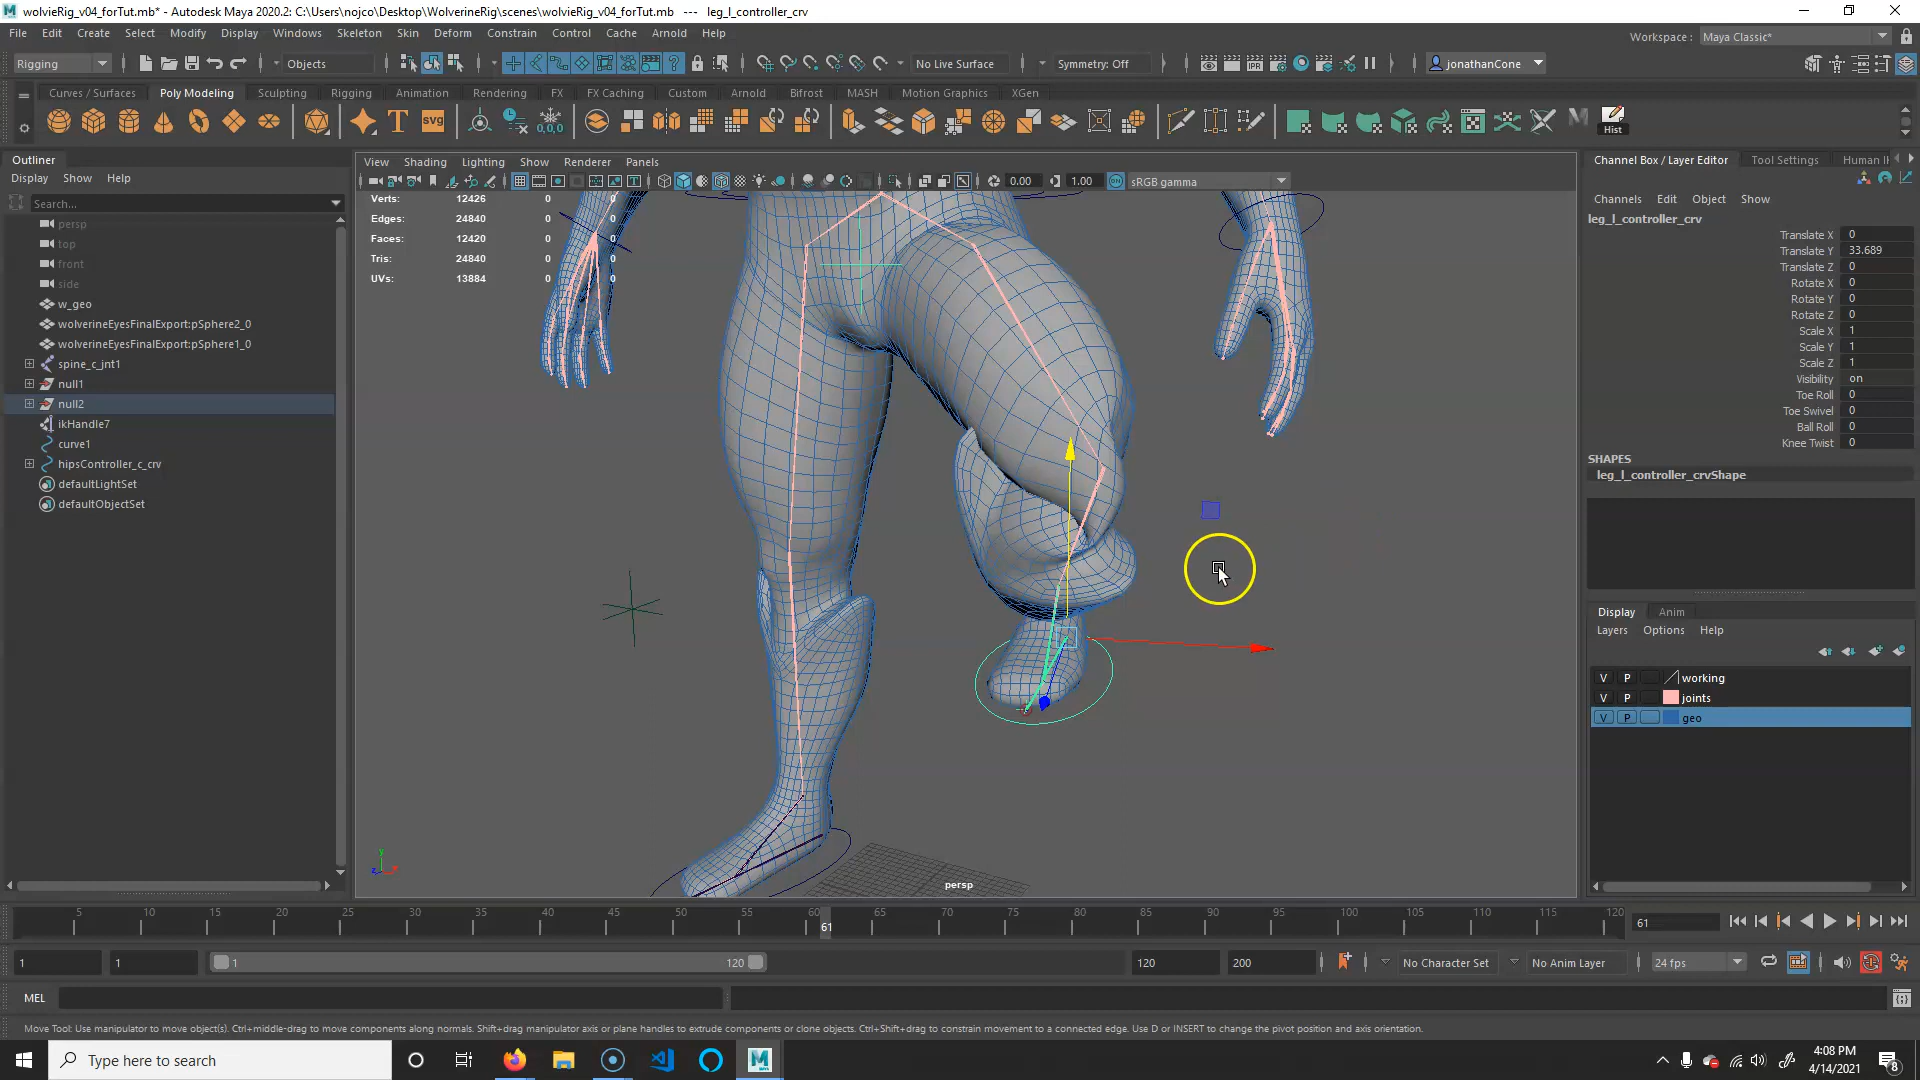 wolvieRig_v04_forTut.mb* - Autodesk Maya 2020.2: C:\Users\nojco\Desktop\WolverineRig\scenes\wolvieRig_v04_forTut.mb --- leg_l_controller_crv
File Edit Create Select Modify Display Windows Skeleton Skin Deform Constrain Control Cache Arnold Help
Workspace : Maya Classic*
Rigging Objects No Live Surface Symmetry: Off jonathanCone
Curves / Surfaces Poly Modeling Sculpting Rigging Animation Rendering FX FX Caching Custom Arnold Bifrost MASH Motion Graphics XGen
T SVG 0,0,0 Hist
Outliner
Display Show Help
Search...
persp
top
front
side
w_geo
wolverineEyesFinalExport:pSphere2_0
wolverineEyesFinalExport:pSphere1_0
spine_c_jnt1
null1
null2
ikHandle7
curve1
hipsController_c_crv
defaultLightSet
defaultObjectSet
View Shading Lighting Show Renderer Panels
0.00 1.00 sRGB gamma
Verts: 12426 0 0
Edges: 24840 0 0
Faces: 12420 0 0
Tris: 24840 0 0
UVs: 13884 0 0
persp
Channel Box / Layer Editor Tool Settings Human I
Channels Edit Object Show
leg_l_controller_crv
Translate X 0
Translate Y 33.689
Translate Z 0
Rotate X 0
Rotate Y 0
Rotate Z 0
Scale X 1
Scale Y 1
Scale Z 1
Visibility on
Toe Roll 0
Toe Swivel 0
Ball Roll 0
Knee Twist 0
SHAPES
leg_l_controller_crvShape
Display Anim
Layers Options Help
V P working
V P joints
V P geo
5 10 15 20 25 30 35 40 45 50 55 60 65 70 75 80 85 90 95 100 105 110 115 120
61 61
1 1 1 120 120 200 No Character Set No Anim Layer 24 fps
MEL
Move Tool: Use manipulator to move object(s). Ctrl+middle-drag to move components along normals. Shift+drag manipulator axis or plane handles to extrude components or clone objects. Ctrl+Shift+drag to constrain movement to a connected edge. Use D or INSERT to change the pivot position and axis orientation.
Type here to search
4:08 PM
4/14/2021
8